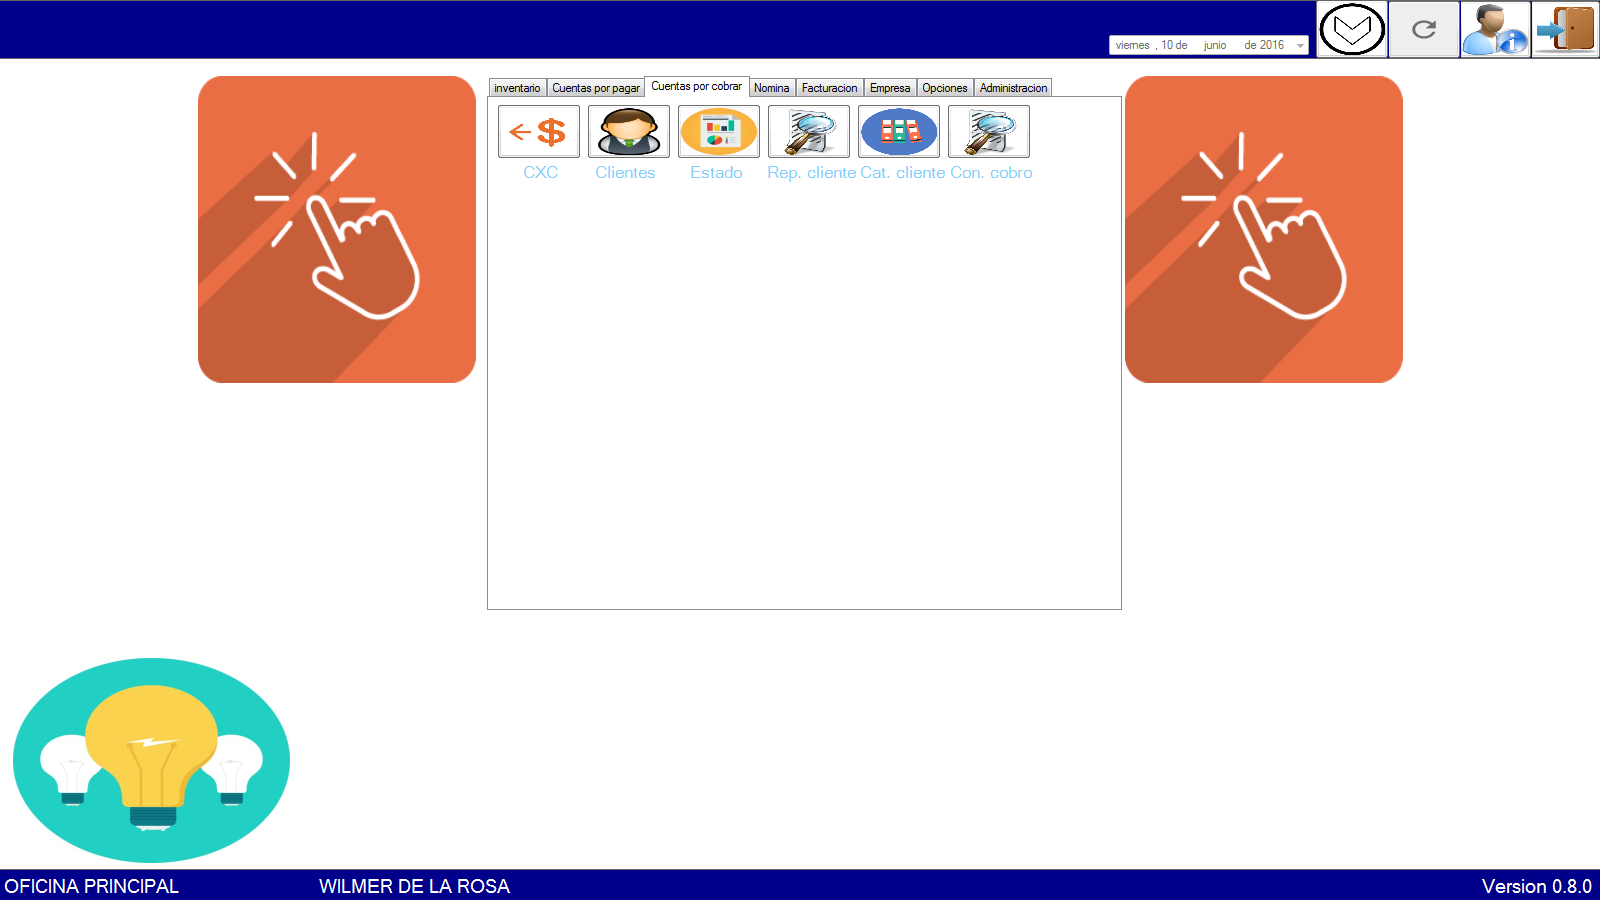 viernes , 10 de junio de 2016
inventario Cuentas por pagar Cuentas por cobrar Nomina Facturacion Empresa Opciones Administracion
CXC Clientes Estado Rep. cliente Cat. cliente Con. cobro
OFICINA PRINCIPAL WILMER DE LA ROSA Version 0.8.0